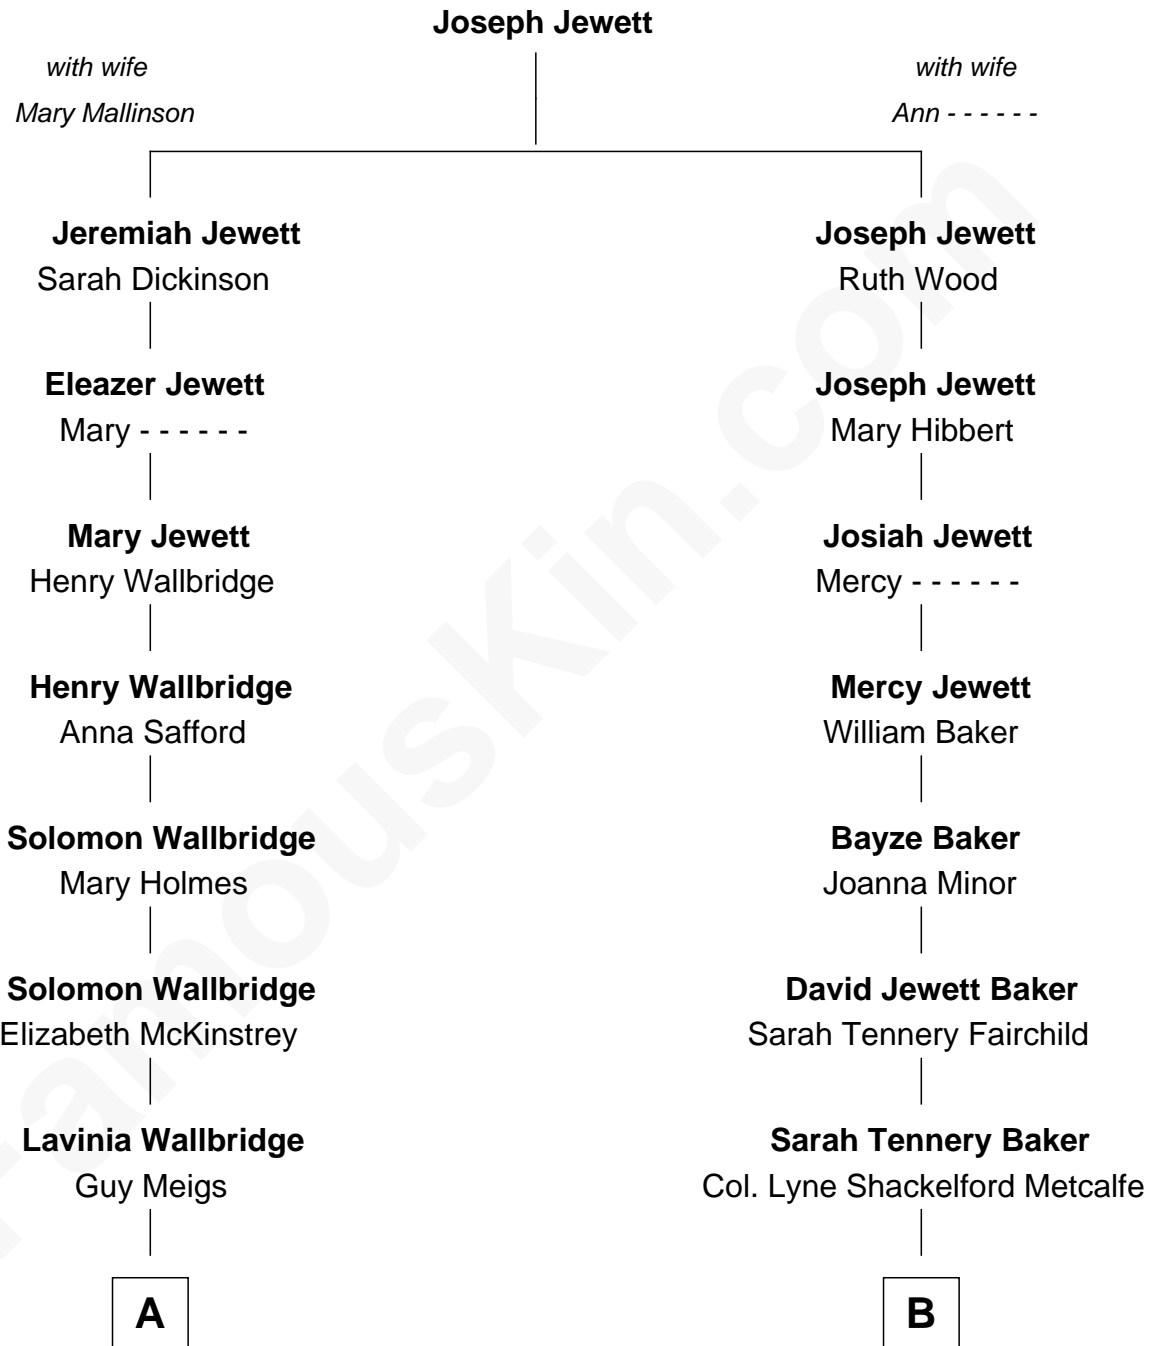 Joseph Jewett
with wife
Mary Mallinson
with wife
Ann - - - - - -
Jeremiah Jewett
Sarah Dickinson
Joseph Jewett
Ruth Wood
Eleazer Jewett
Mary - - - - - -
Joseph Jewett
Mary Hibbert
Mary Jewett
Henry Wallbridge
Josiah Jewett
Mercy - - - - - -
Henry Wallbridge
Anna Safford
Mercy Jewett
William Baker
Solomon Wallbridge
Mary Holmes
Bayze Baker
Joanna Minor
Solomon Wallbridge
Elizabeth McKinstrey
David Jewett Baker
Sarah Tennery Fairchild
Lavinia Wallbridge
Guy Meigs
Sarah Tennery Baker
Col. Lyne Shackelford Metcalfe
A
B
FamousKin.com